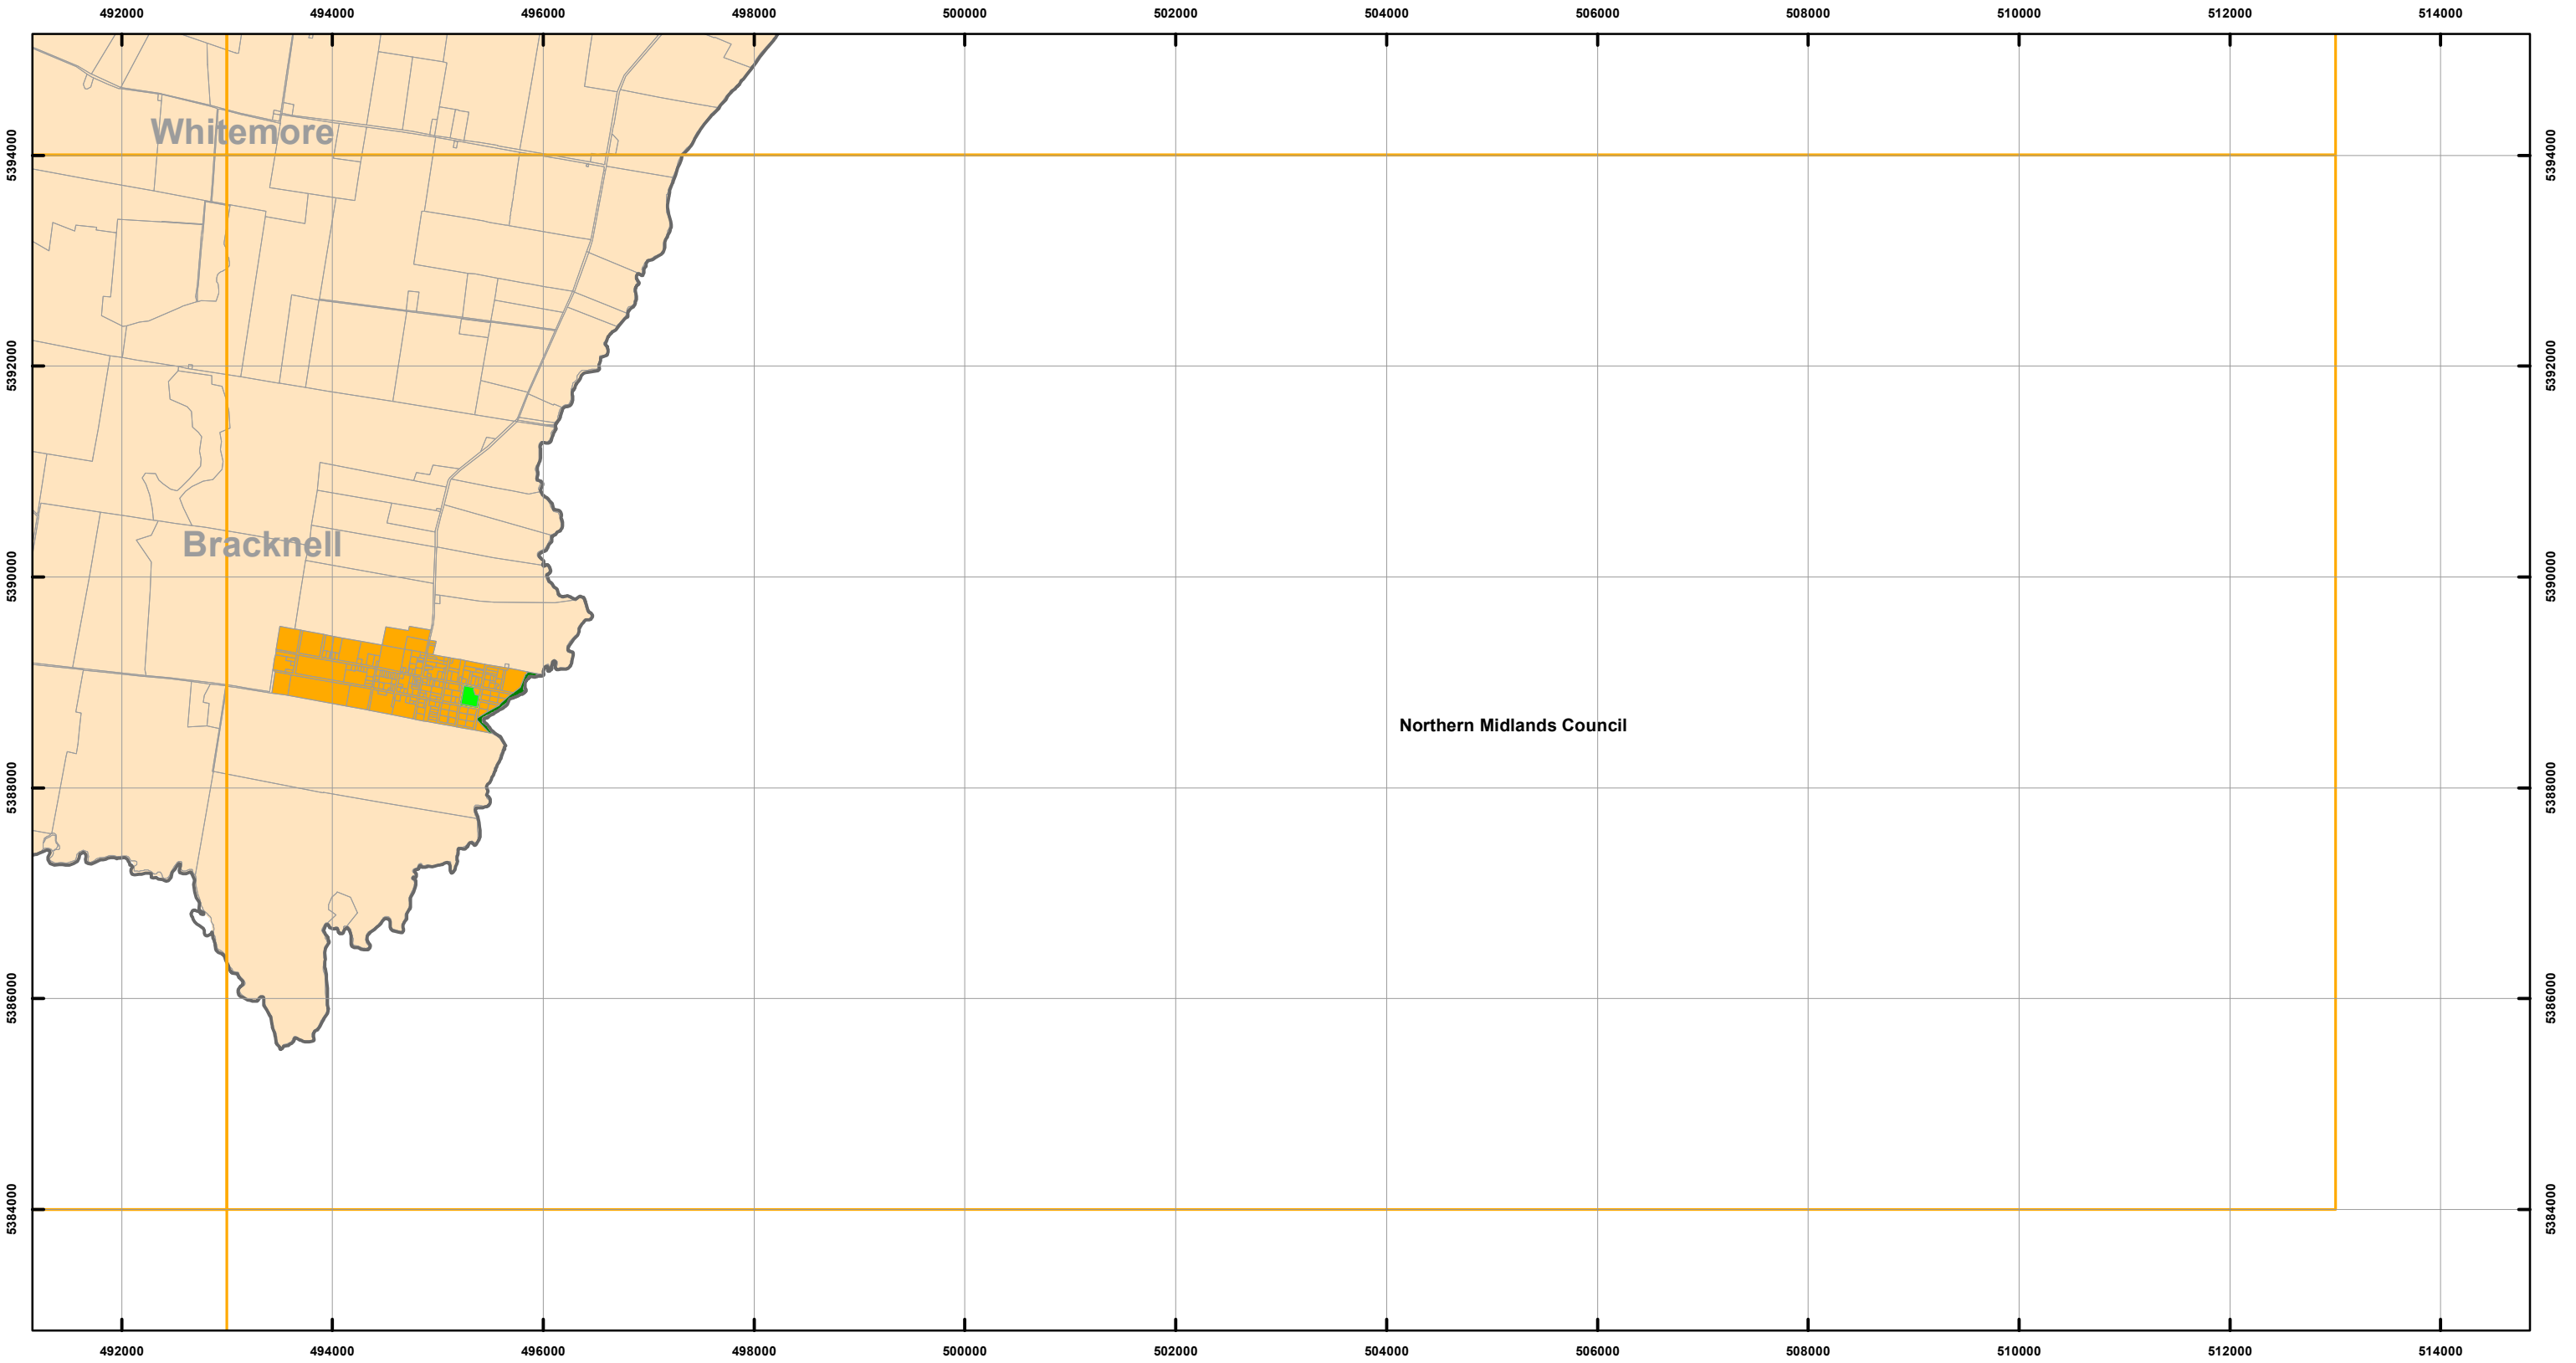 492000 494000 496000 498000 500000 502000 504000 506000 508000 510000 512000 514000
Whitemore
5394000 5394000
5392000 5392000
Bracknell
5390000 5390000
Northern Midlands Council
5388000 5388000
5386000 5386000
5384000 5384000
492000 494000 496000 498000 500000 502000 504000 506000 508000 510000 512000 514000